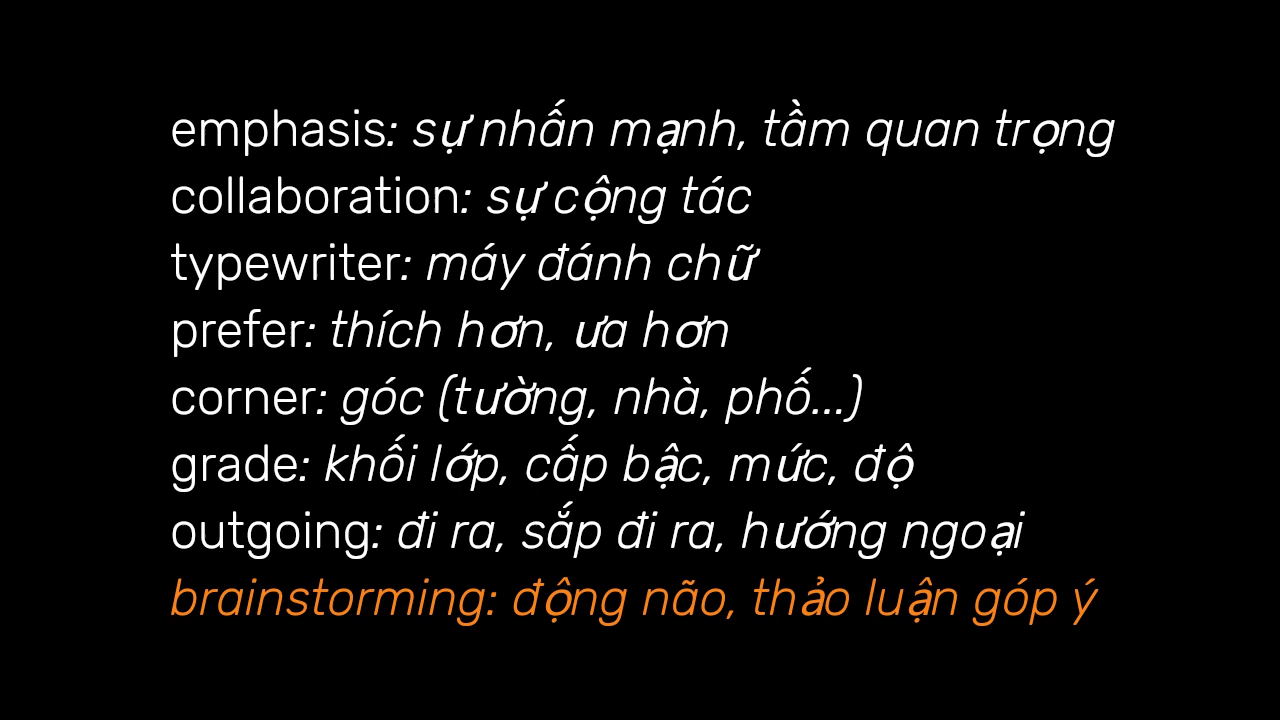 emphasis: sự nhấn mạnh, tầm quan trọng
collaboration: sự cộng tác
typewriter: máy đánh chữ
prefer: thích hơn, ưa hơn
corner: góc (tường, nhà, phố...)
grade: khối lớp, cấp bậc, mức, độ
outgoing: đi ra, sắp đi ra, hướng ngoại
brainstorming: động não, thảo luận góp ý